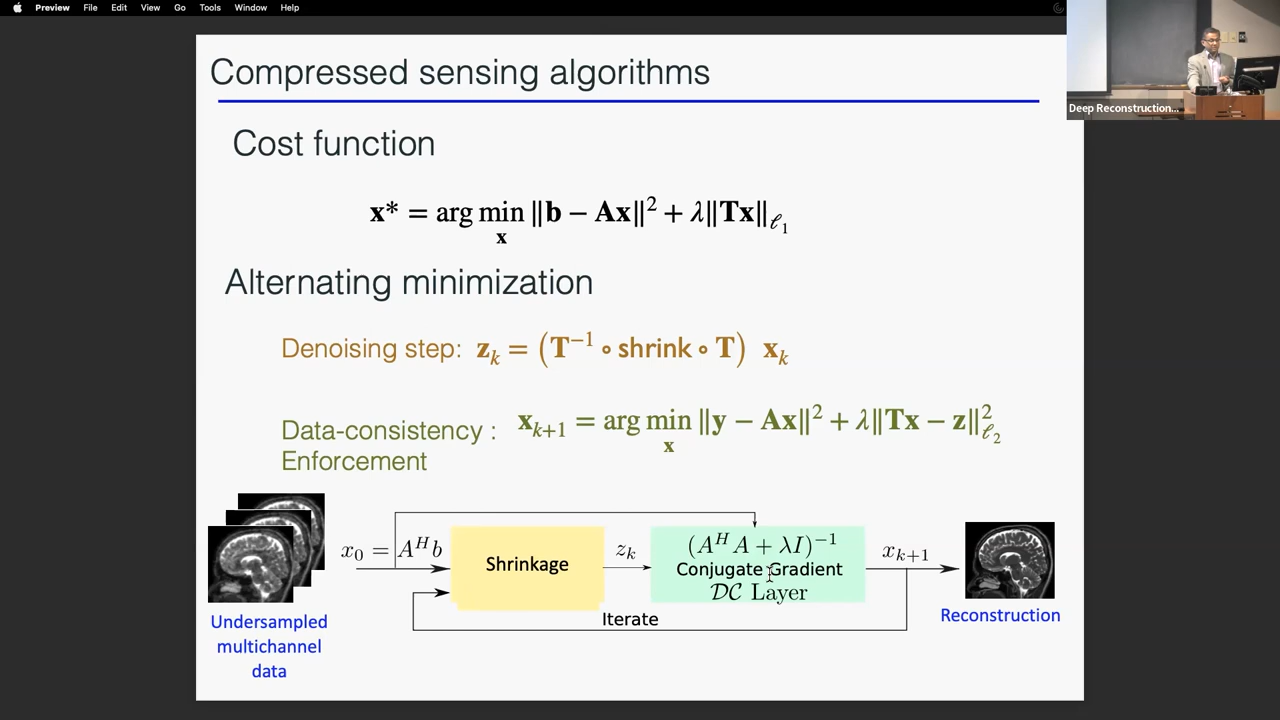 Preview File Edit View Go Tools Window Help
Deep Reconstruction...
Compressed sensing algorithms
Cost function
x* = arg min ‖b − Ax‖² + λ‖Tx‖ℓ₁
x
Alternating minimization
Denoising step: zₖ = (T⁻¹ ∘ shrink ∘ T) xₖ
Data-consistency : xₖ₊₁ = arg min ‖y − Ax‖² + λ‖Tx − z‖²ℓ₂
x
Enforcement
x₀ = Aᴴb
Shrinkage
zₖ
(AᴴA + λI)⁻¹
Conjugate Gradient
DC Layer
xₖ₊₁
Iterate
Undersampled
multichannel
data
Reconstruction